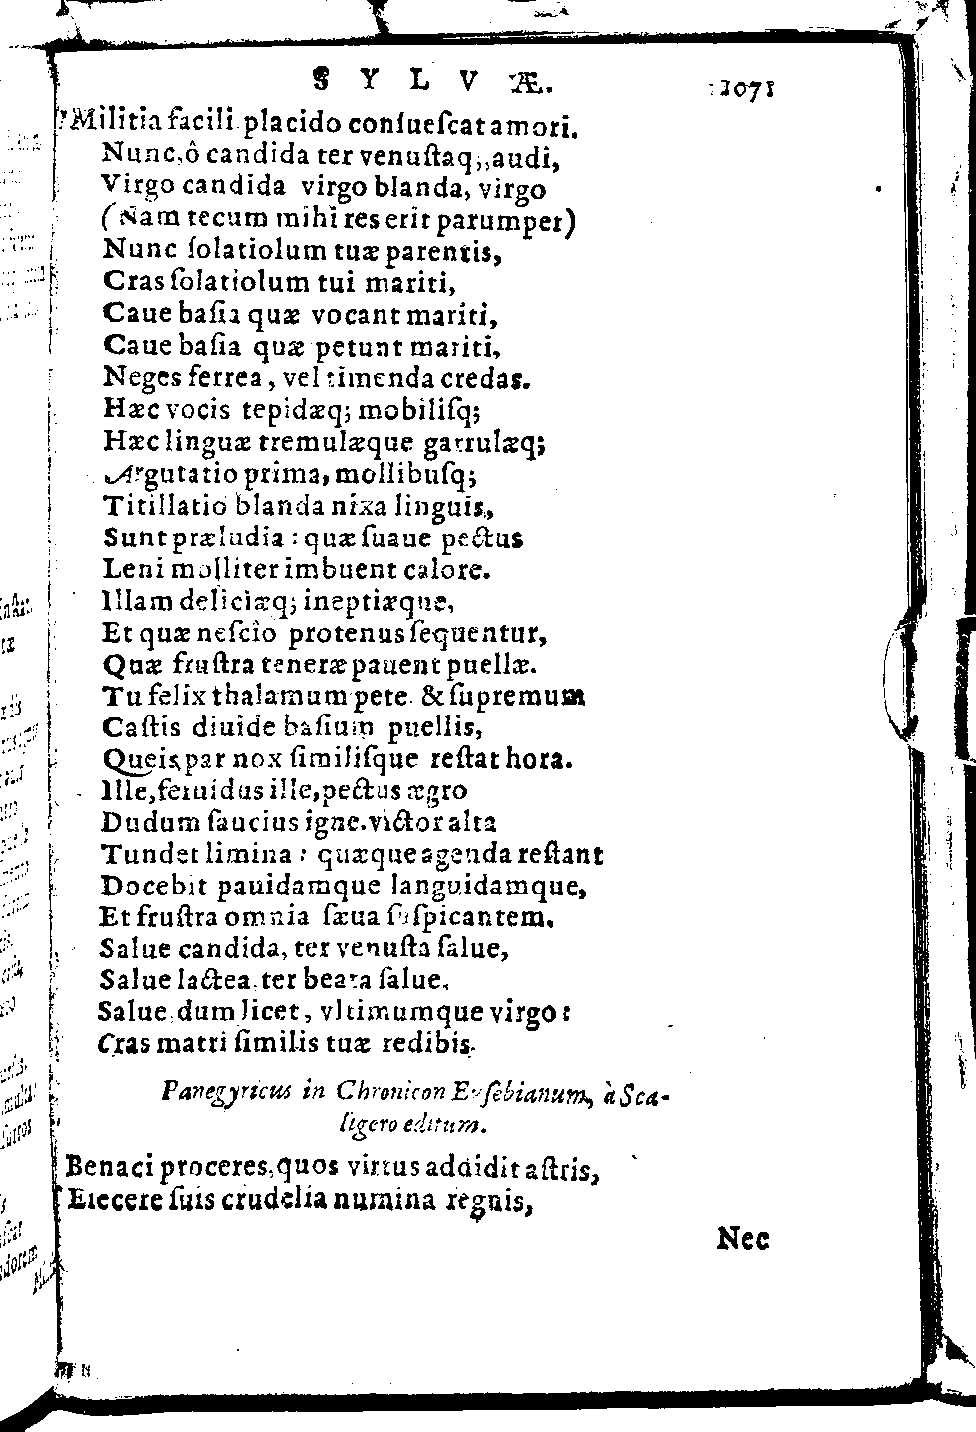 S Y L V Æ. 1071
Militia facili placido conſueſcat amori.
Nunc, ô candida ter venuſtaq;, audi,
Virgo candida virgo blanda, virgo
(Nam tecum mihi res erit parumper)
Nunc ſolatiolum tuæ parentis,
Cras ſolatiolum tui mariti,
Caue baſia quæ vocant mariti,
Caue baſia quæ petunt mariti,
Neges ferrea, vel timenda credas.
Hæc vocis tepidæq; mobiliſq;
Hæc linguæ tremulæque garrulæq;
Argutatio prima, mollibuſq;
Titillatio blanda nixa linguis,
Sunt præludia: quæ ſuaue pectus
Leni molliter imbuent calore.
Illam deliciæq; ineptiæque,
Et quæ neſcio protenus ſequentur,
Quæ fruſtra teneræ pauent puellæ.
Tu felix thalamum pete & ſupremum
Caſtis diuide baſium puellis,
Queis par nox ſimiliſque reſtat hora.
Ille, feruidus ille, pectus ægro
Dudum ſaucius igne. victor alta
Tundet limina: quæque agenda reſtant
Docebit pauidamque languidamque,
Et fruſtra omnia ſæua ſuſpicantem.
Salue candida, ter venuſta ſalue,
Salue lactea, ter beata ſalue,
Salue, dum licet, vltimumque virgo:
Cras matri ſimilis tuæ redibis.
Panegyricus in Chronicon Euſebianum, à Sca-
ligero editum.
Benaci proceres, quos virtus addidit aſtris,
Eiecere ſuis crudelia numina regnis,
Nec